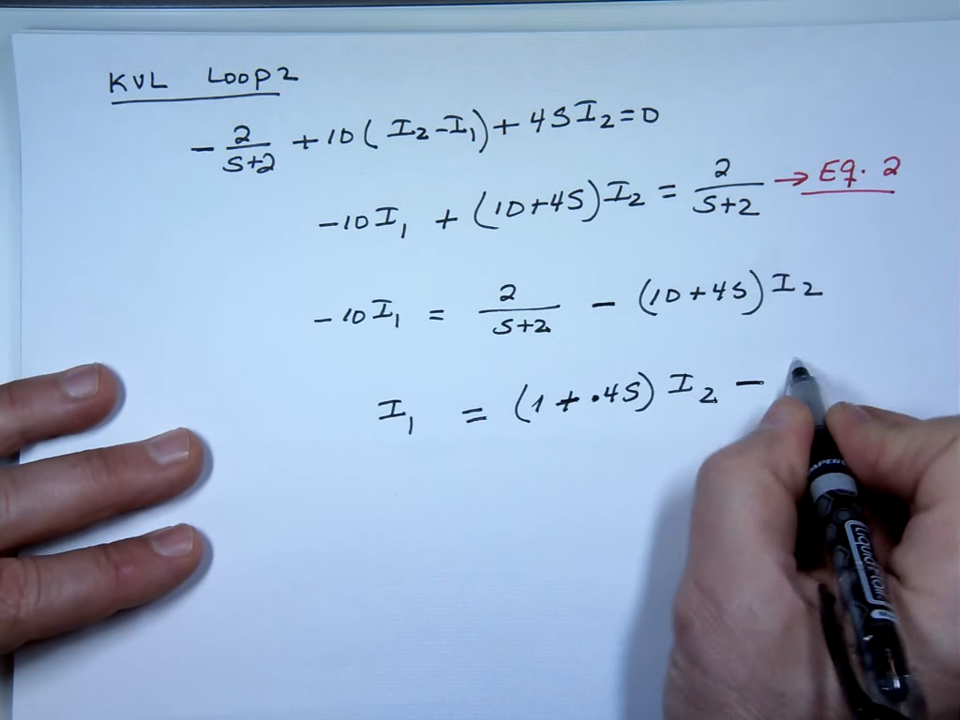 KVL LOOP 2
- 2/(S+2) + 10 ( I₂ - I₁ ) + 4S I₂ = 0
-10 I₁ + (10+4S) I₂ = 2/(S+2) → Eq. 2
-10 I₁ = 2/(S+2) - (10+4S) I₂
I₁ = (1 + .4S) I₂ -